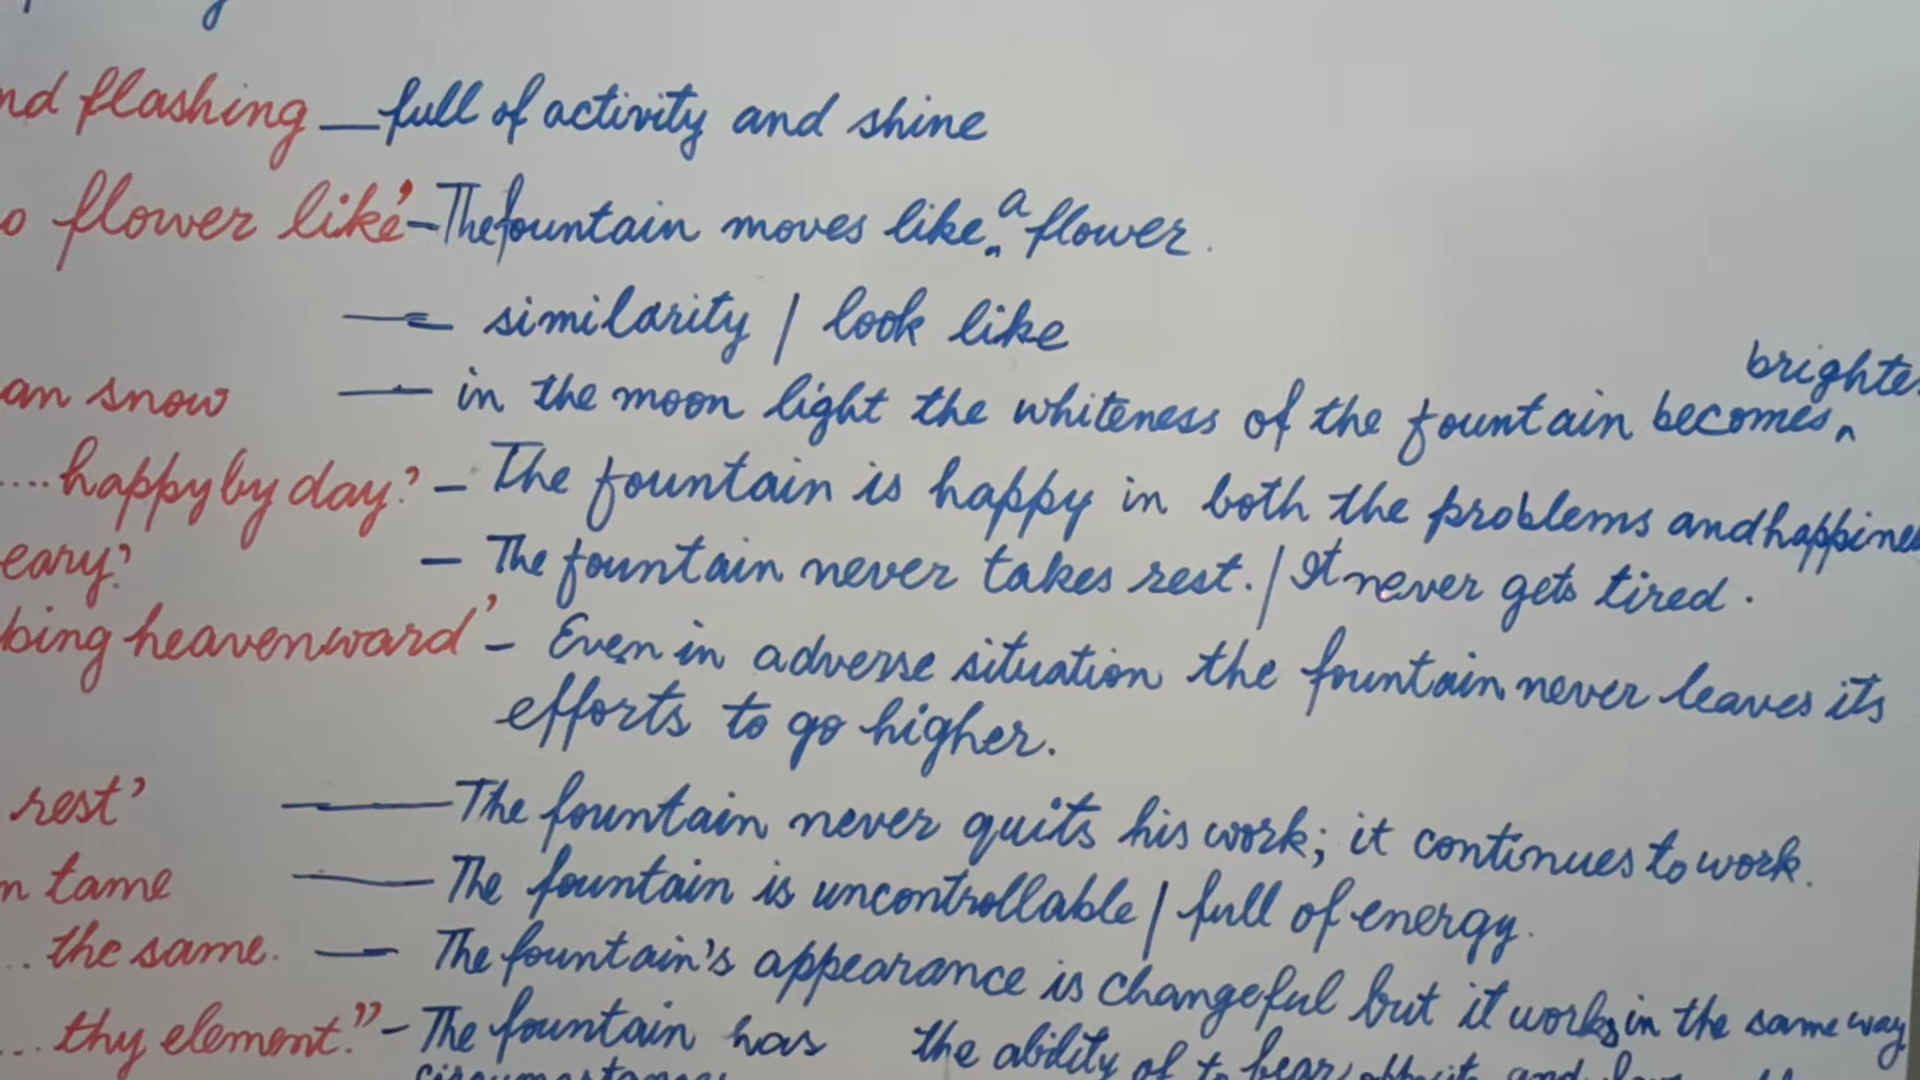 nd flashing — full of activity and shine
o flower like' - The fountain moves like a flower.
— similarity / look like
an snow — in the moon light the whiteness of the fountain becomes brighte
.... happy by day.' - The fountain is happy in both the problems and happine
eary.' - The fountain never takes rest. / It never gets tired.
bing heavenward' - Even in adverse situation the fountain never leaves its
efforts to go higher.
rest' — The fountain never quits his work; it continues to work.
n tame — The fountain is uncontrollable / full of energy.
.. the same. — The fountain's appearance is changeful but it works in the same way
... thy element." - The fountain has the ability of to bear opposite and